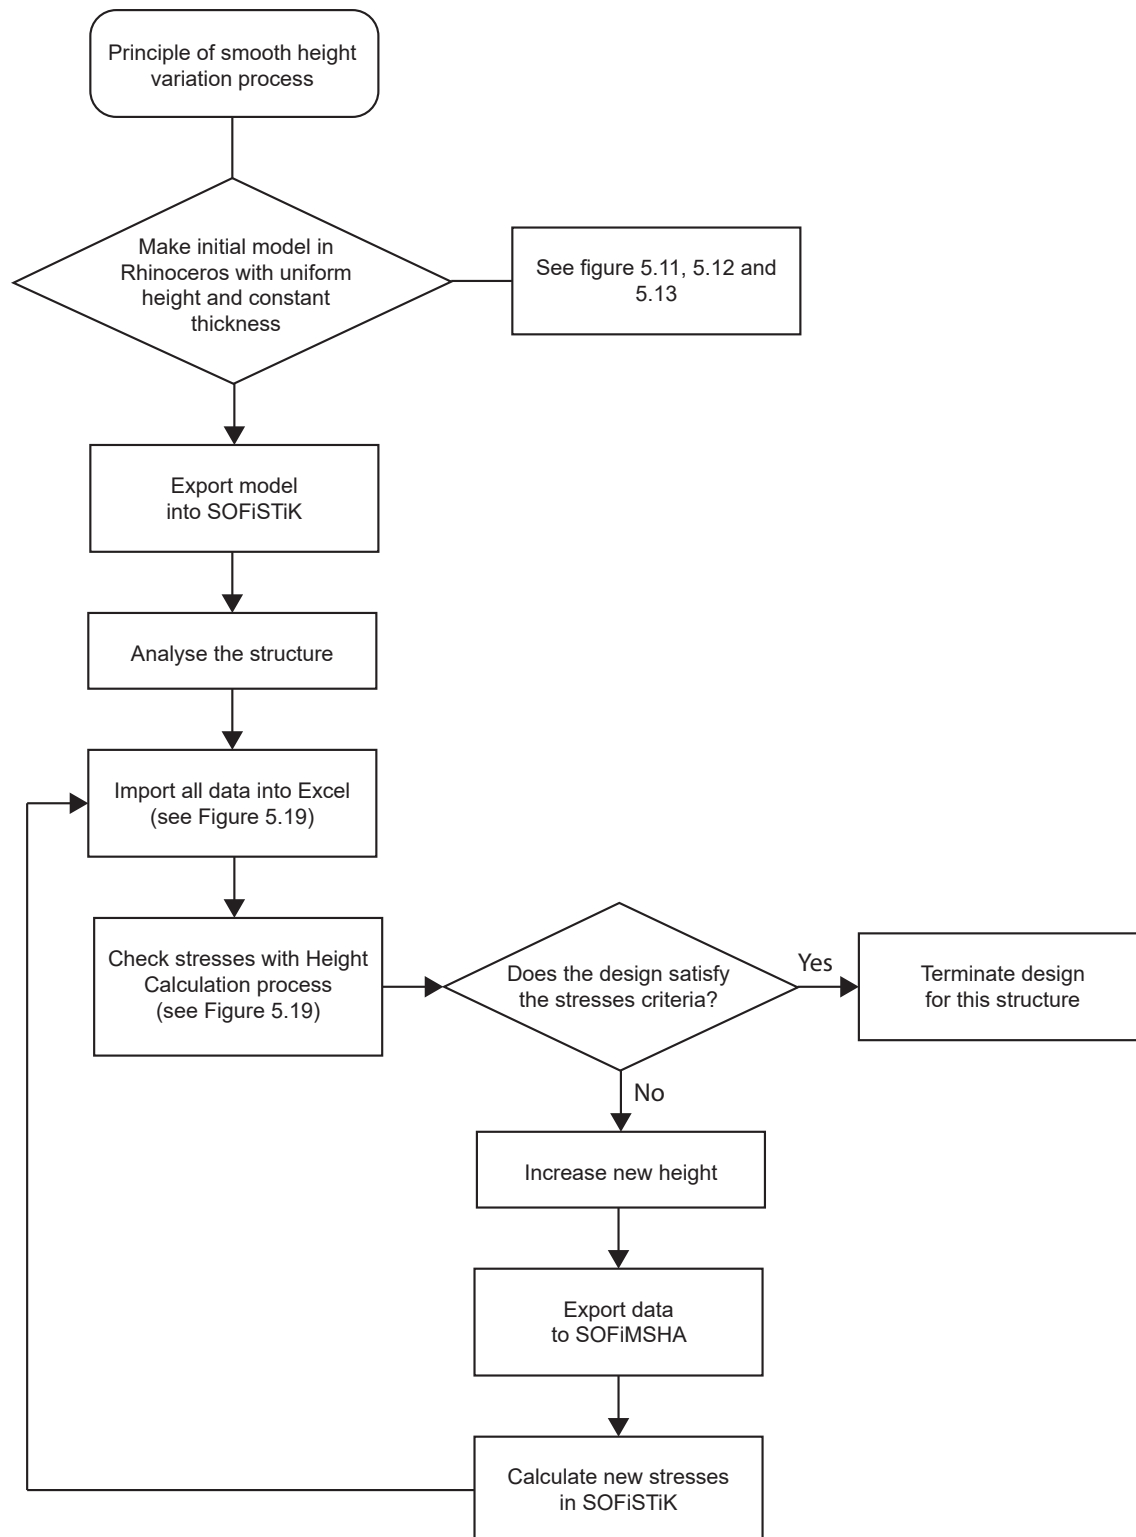 Principle of smooth height
variation process
Make initial model in
Rhinoceros with uniform
height and constant
thickness
See figure 5.11, 5.12 and
5.13
Export model
into SOFiSTiK
Analyse the structure
Import all data into Excel
(see Figure 5.19)
Check stresses with Height
Calculation process
(see Figure 5.19)
Does the design satisfy
the stresses criteria?
Yes
Terminate design
for this structure
No
Increase new height
Export data
to SOFiMSHA
Calculate new stresses
in SOFiSTiK